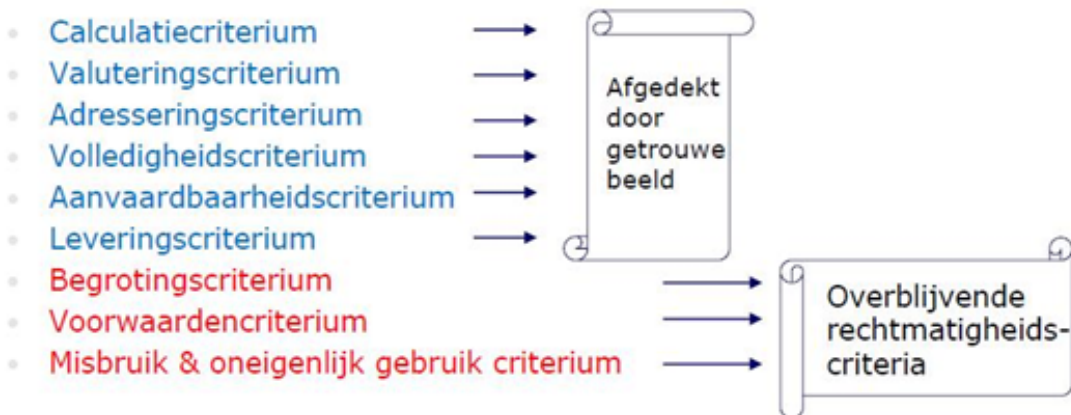 Calculatiecriterium
Valuteringscriterium
Adresseringscriterium
Volledigheidscriterium
Aanvaardbaarheidscriterium
Leveringscriterium
Begrotingscriterium
Voorwaardencriterium
Misbruik & oneigenlijk gebruik criterium
Afgedekt
door
getrouwe
beeld
Overblijvende
rechtmatigheids-
criteria